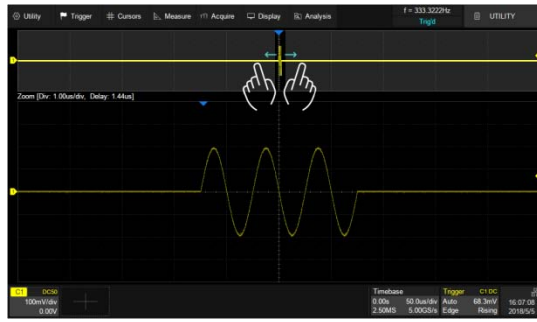 Utility Trigger Cursors Measure Acquire Display Analysis f = 333.3222Hz Trig'd UTILITY
Zoom [Div: 1.00us/div, Delay: 1.44us]
C1 DC50
100mV/div
0.00V
Timebase
0.00s 50.0us/div
2.50MS 5.00GS/s
Trigger C1 DC
Auto 68.3mV
Edge Rising
16:07:08
2018/5/5